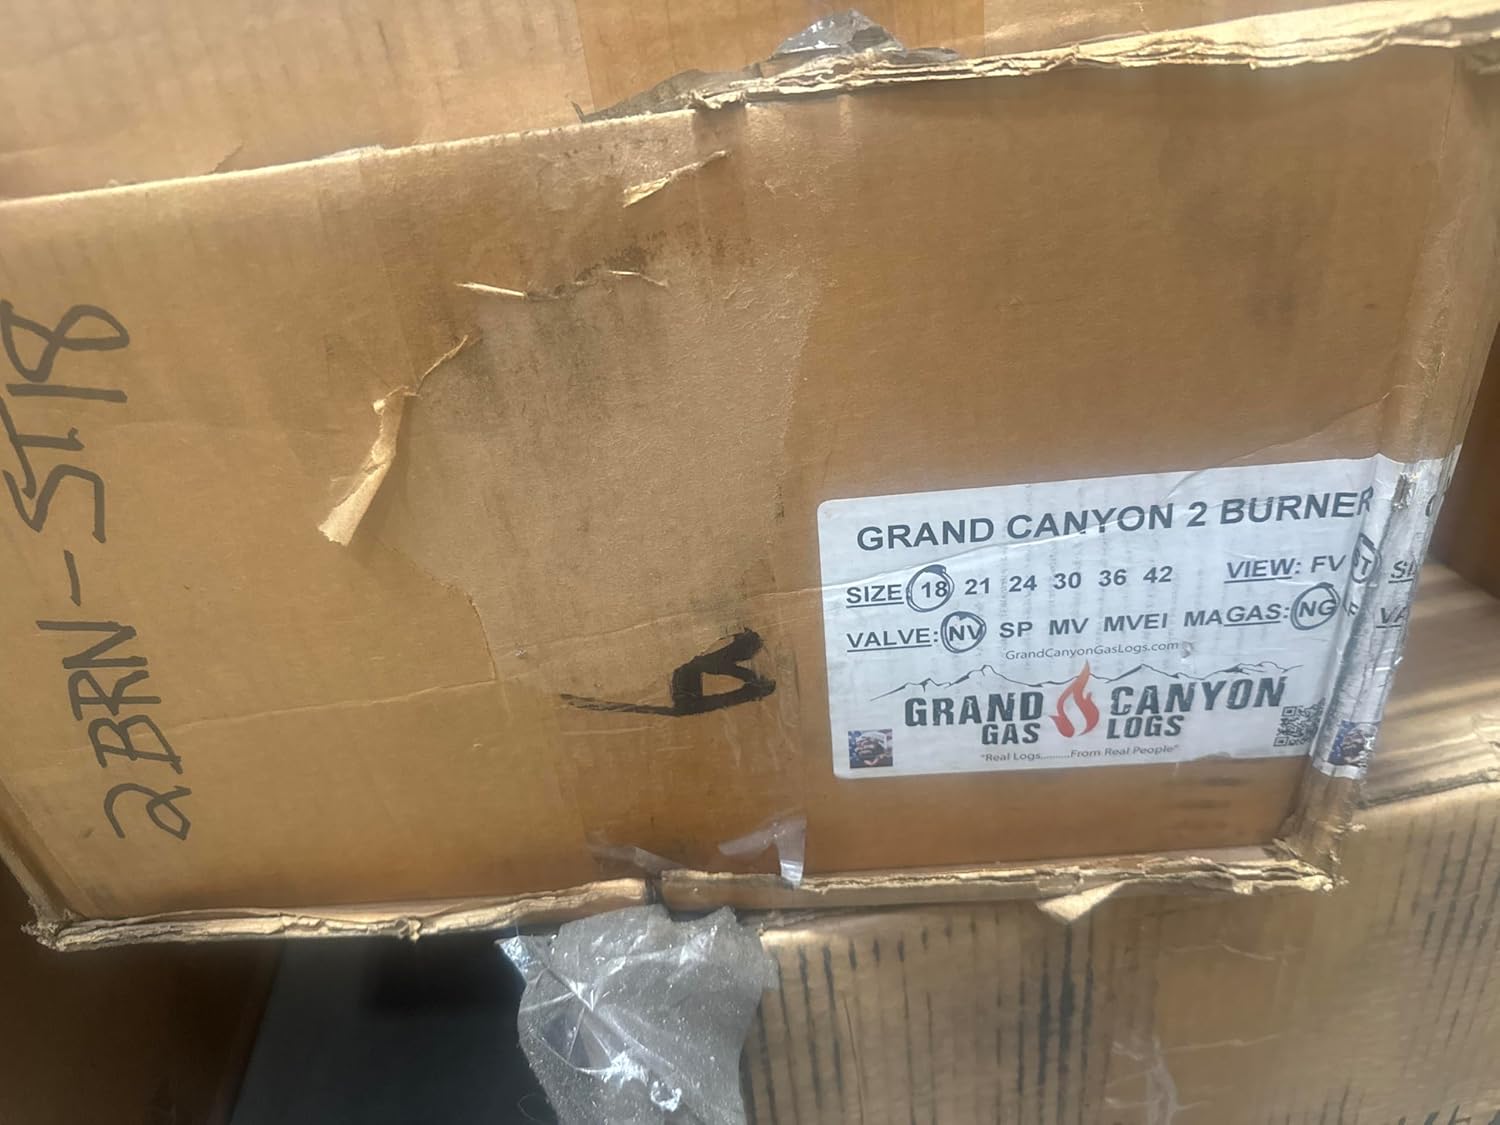 2BRN-ST18
GRAND CANYON 2 BURNER
SIZE: 18 21 24 30 36 42 VIEW: FV ST
VALVE: NV SP MV MVEI MA GAS: NG
GrandCanyonGasLogs.com
GRAND CANYON
GAS LOGS
"Real Logs..........From Real People"